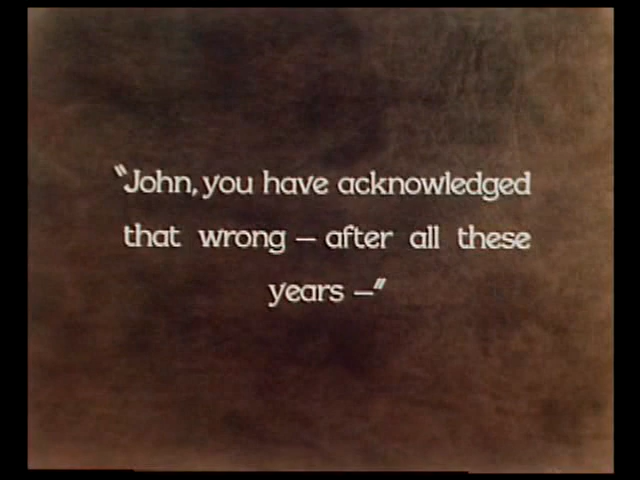 “John, you have acknowledged
that wrong — after all these
years —”